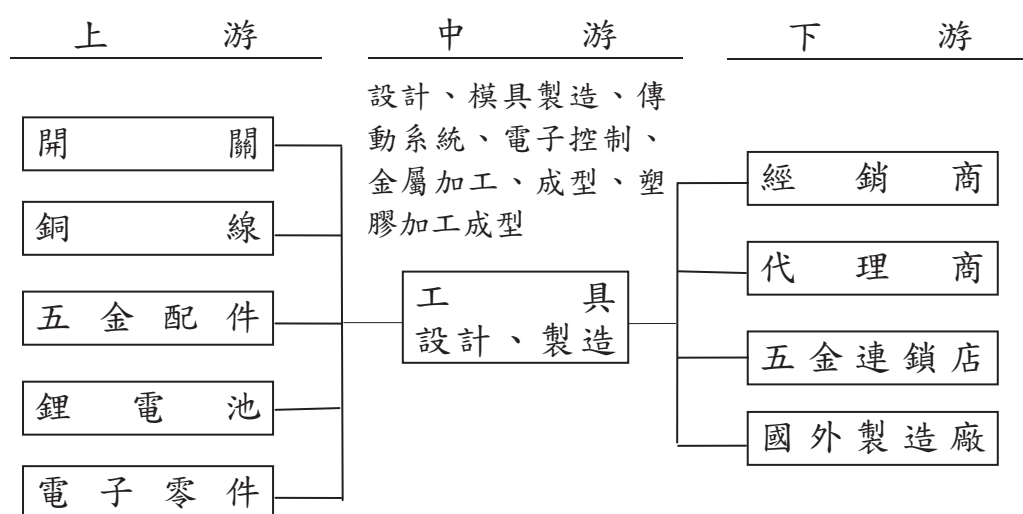 上游
中游
下游
開關
銅線
五金配件
鋰電池
電子零件
設計、模具製造、傳
動系統、電子控制、
金屬加工、成型、塑
膠加工成型
工具
設計、製造
經銷商
代理商
五金連鎖店
國外製造廠